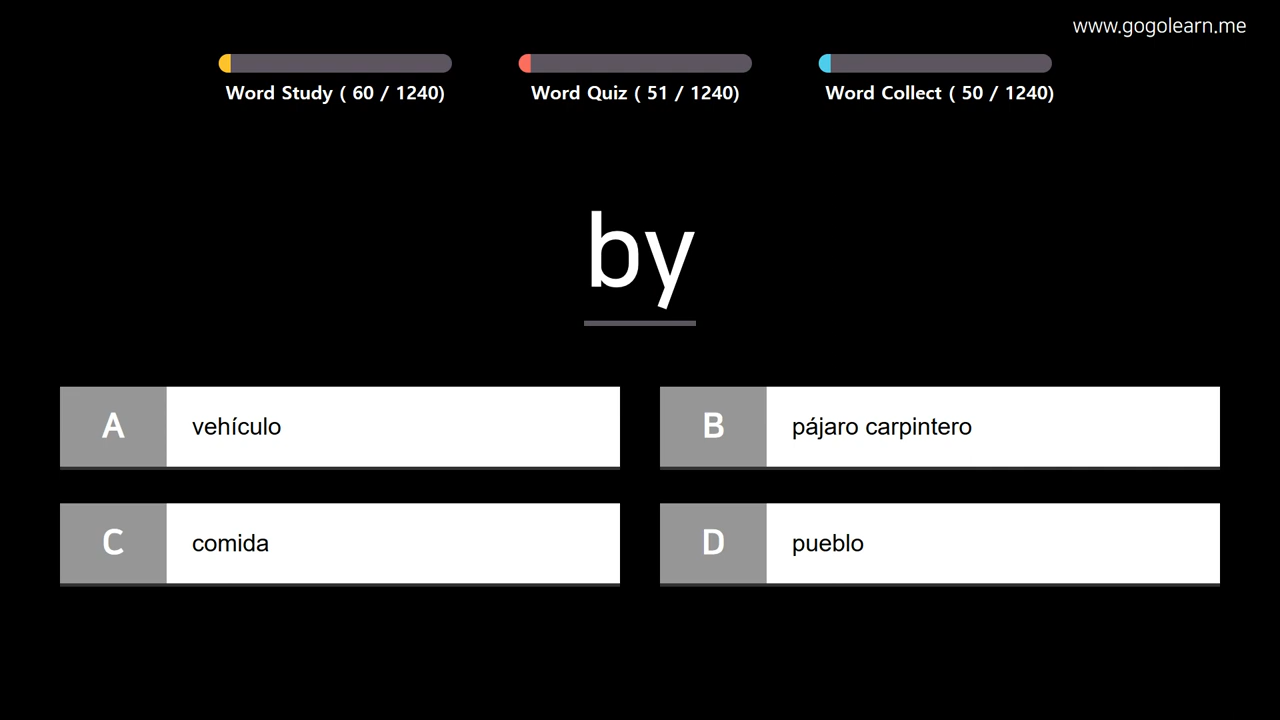 www.gogolearn.me
Word Study ( 60 / 1240)
Word Quiz ( 51 / 1240)
Word Collect ( 50 / 1240)
by
A vehículo
B pájaro carpintero
C comida
D pueblo